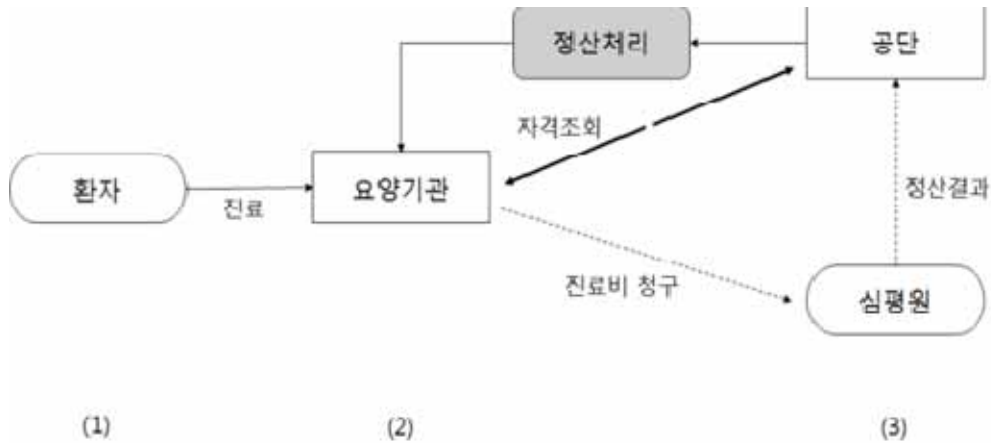 정산처리
공단
자격조회
환자
진료
요양기관
정산결과
진료비 청구
심평원
(1)
(2)
(3)